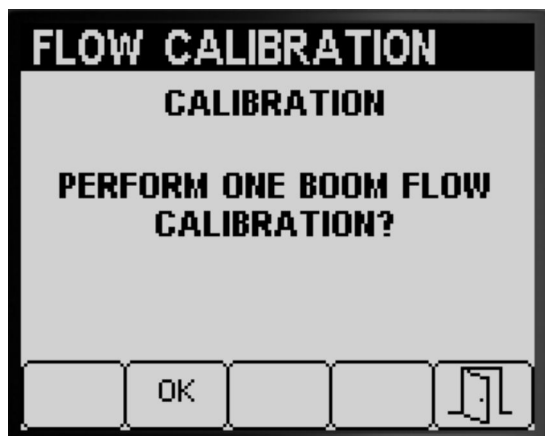 FLOW CALIBRATION
CALIBRATION
PERFORM ONE BOOM FLOW
CALIBRATION?
OK